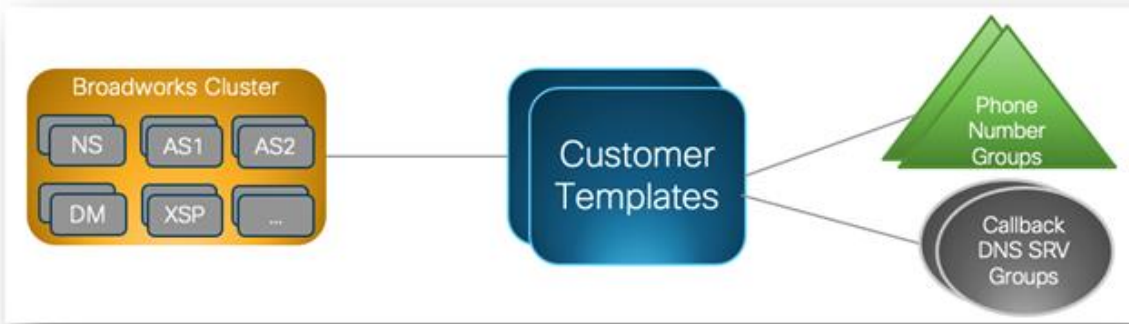 Broadworks Cluster
NS
AS1
AS2
DM
XSP
...
Customer
Templates
Phone
Number
Groups
Callback
DNS SRV
Groups